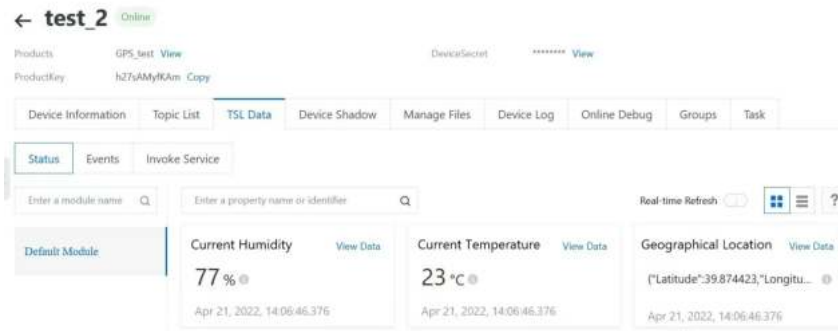 ← test_2 Online
Products GPS_test View DeviceSecret ******** View
ProductKey h27sAMyfKAm Copy
Device Information Topic List TSL Data Device Shadow Manage Files Device Log Online Debug Groups Task
Status Events Invoke Service
Enter a module name Enter a property name or identifier Real-time Refresh ?
Default Module
Current Humidity View Data Current Temperature View Data Geographical Location View Data
77 % 23 °C {"Latitude":39.874423,"Longitu...
Apr 21, 2022, 14:06:46.376 Apr 21, 2022, 14:06:46.376 Apr 21, 2022, 14:06:46.376